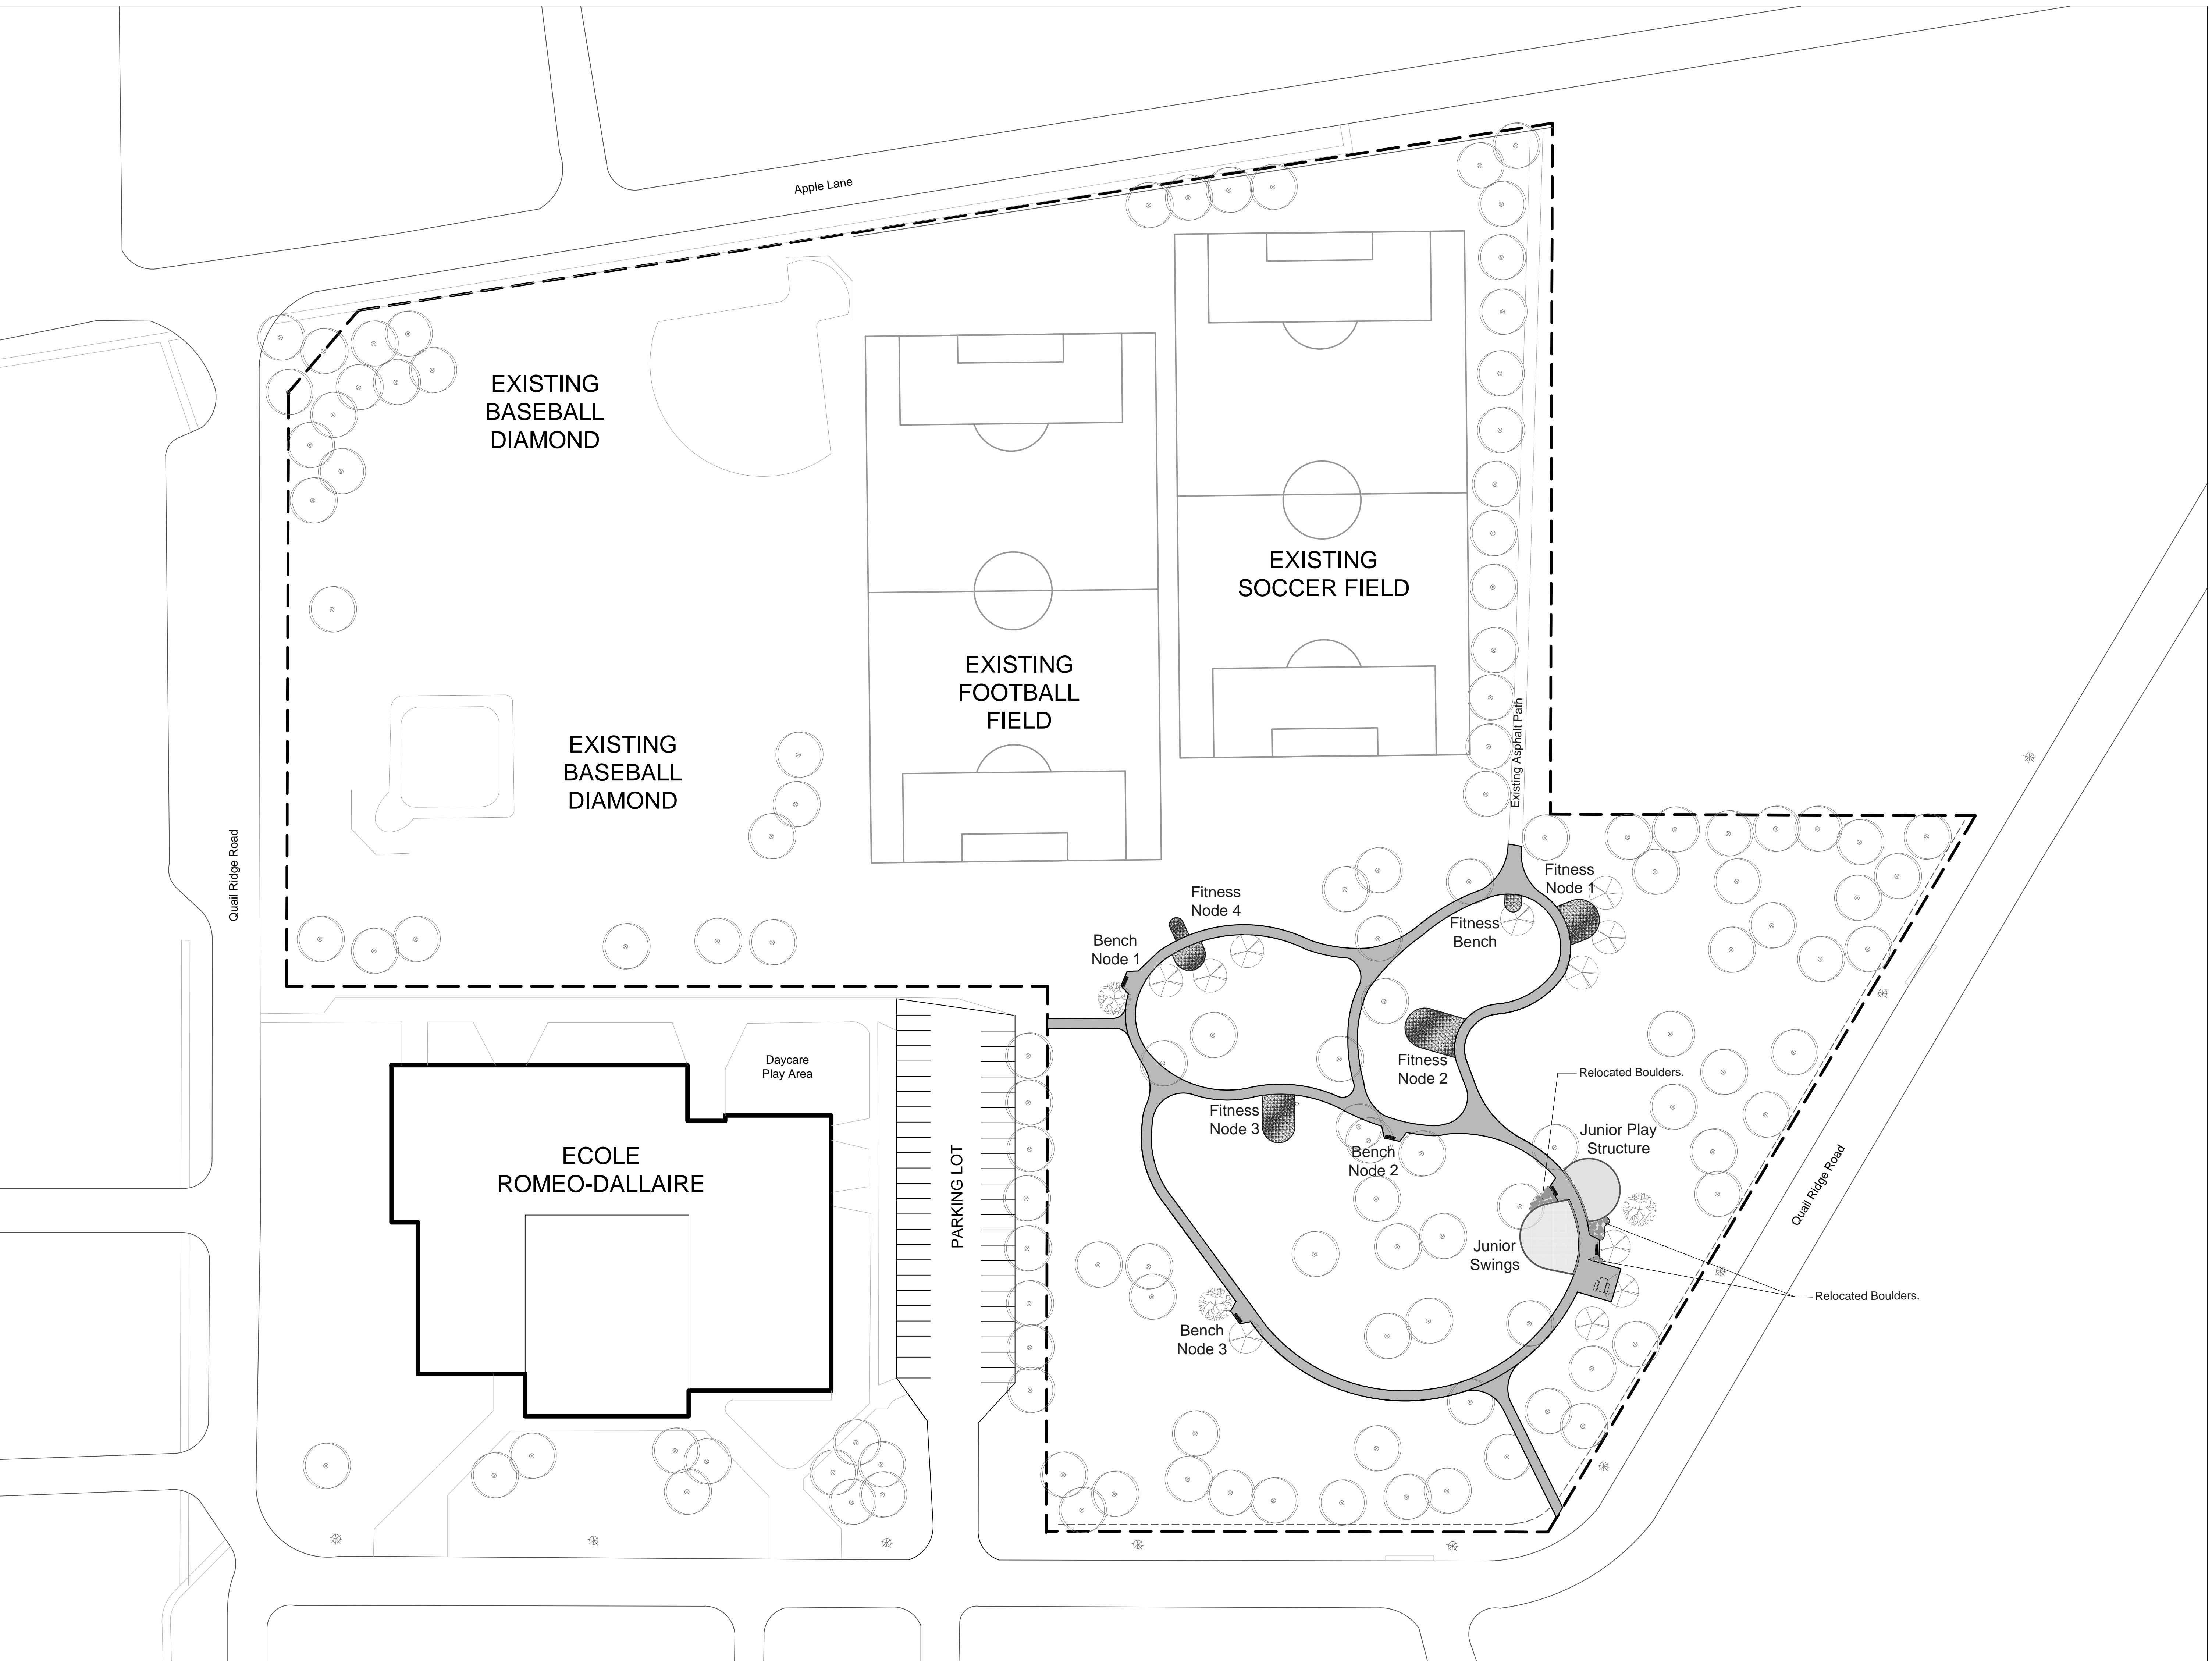 Apple Lane
EXISTING
BASEBALL
DIAMOND
EXISTING
SOCCER FIELD
EXISTING
FOOTBALL
FIELD
EXISTING
BASEBALL
DIAMOND
Existing Asphalt Path
Quail Ridge Road
Fitness
Node 1
Fitness
Node 4
Fitness
Bench
Bench
Node 1
Daycare
Play Area
Fitness
Node 2
Relocated Boulders.
Fitness
Node 3
Junior Play
Structure
Bench
Node 2
ECOLE
ROMEO-DALLAIRE
PARKING LOT
Quail Ridge Road
Junior
Swings
Relocated Boulders.
Bench
Node 3